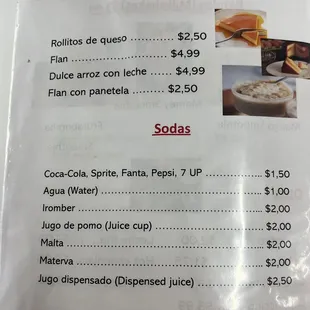 Rollitos de queso ............ $2,50
Flan ............................... $4,99
Dulce arroz con leche ....... $4,99
Flan con panetela ......... $2,50
Sodas
Coca-Cola, Sprite, Fanta, Pepsi, 7 UP .................. $1,50
Agua (Water) .................................................. $1,00
Iromber .......................................................... $2,00
Jugo de pomo (Juice cup) ................................ $2,00
Malta .............................................................. $2,00
Materva .......................................................... $2,00
Jugo dispensado (Dispensed juice) ................... $2,50